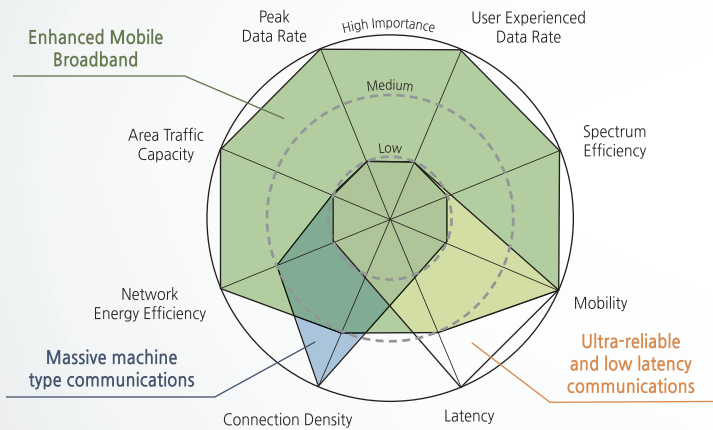 Peak
Data Rate
High Importance
User Experienced
Data Rate
Enhanced Mobile
Broadband
Medium
Area Traffic
Capacity
Low
Spectrum
Efficiency
Network
Energy Efficiency
Mobility
Massive machine
type communications
Ultra-reliable
and low latency
communications
Connection Density
Latency